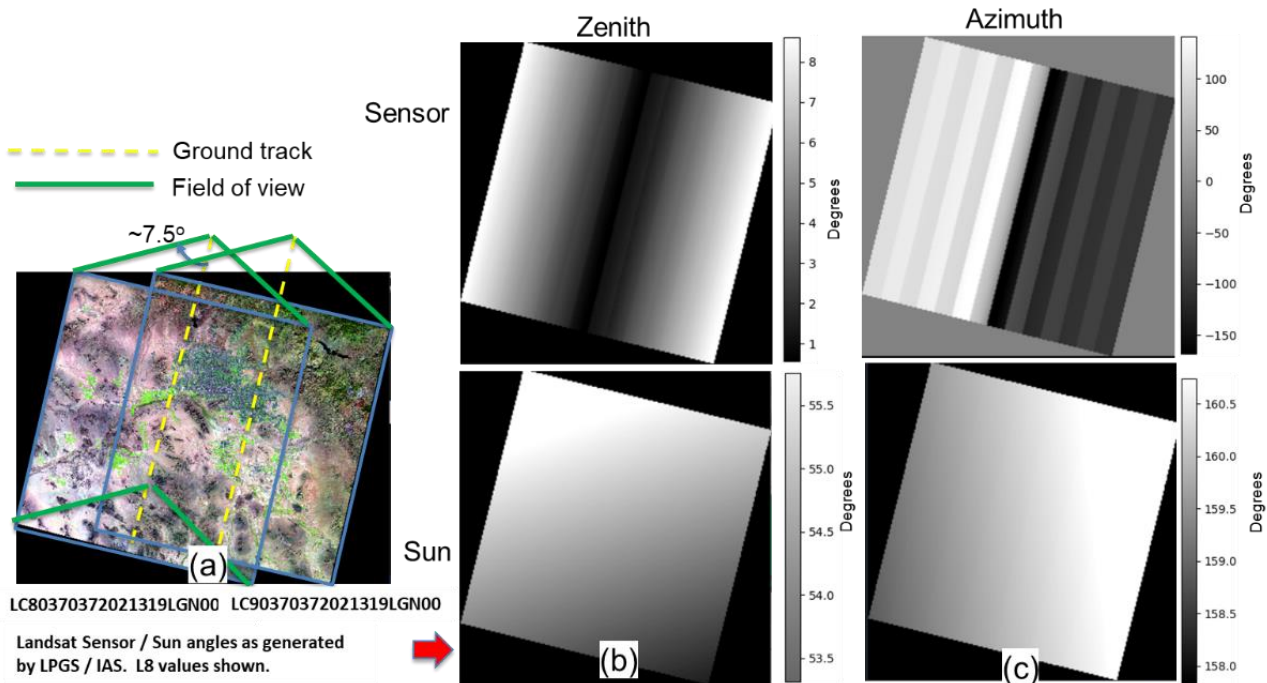 Zenith
Azimuth
Sensor
Ground track
Field of view
~7.5°
8
7
6
5
4
3
2
1
Degrees
100
50
0
−50
−100
−150
Degrees
(a)
Sun
LC80370372021319LGN00 LC90370372021319LGN00
Landsat Sensor / Sun angles as generated
by LPGS / IAS. L8 values shown.
55.5
55.0
54.5
54.0
53.5
Degrees
(b)
160.5
160.0
159.5
159.0
158.5
158.0
Degrees
(c)